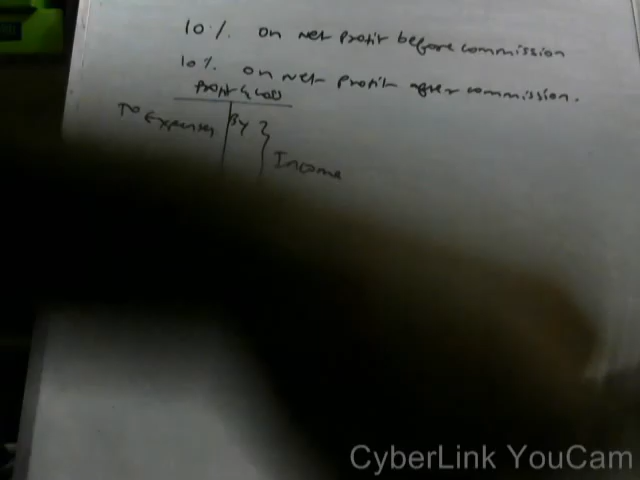 10% on net profit before commission
10% on net profit after commission.
Profit & loss
To Expenses By
Income
CyberLink YouCam